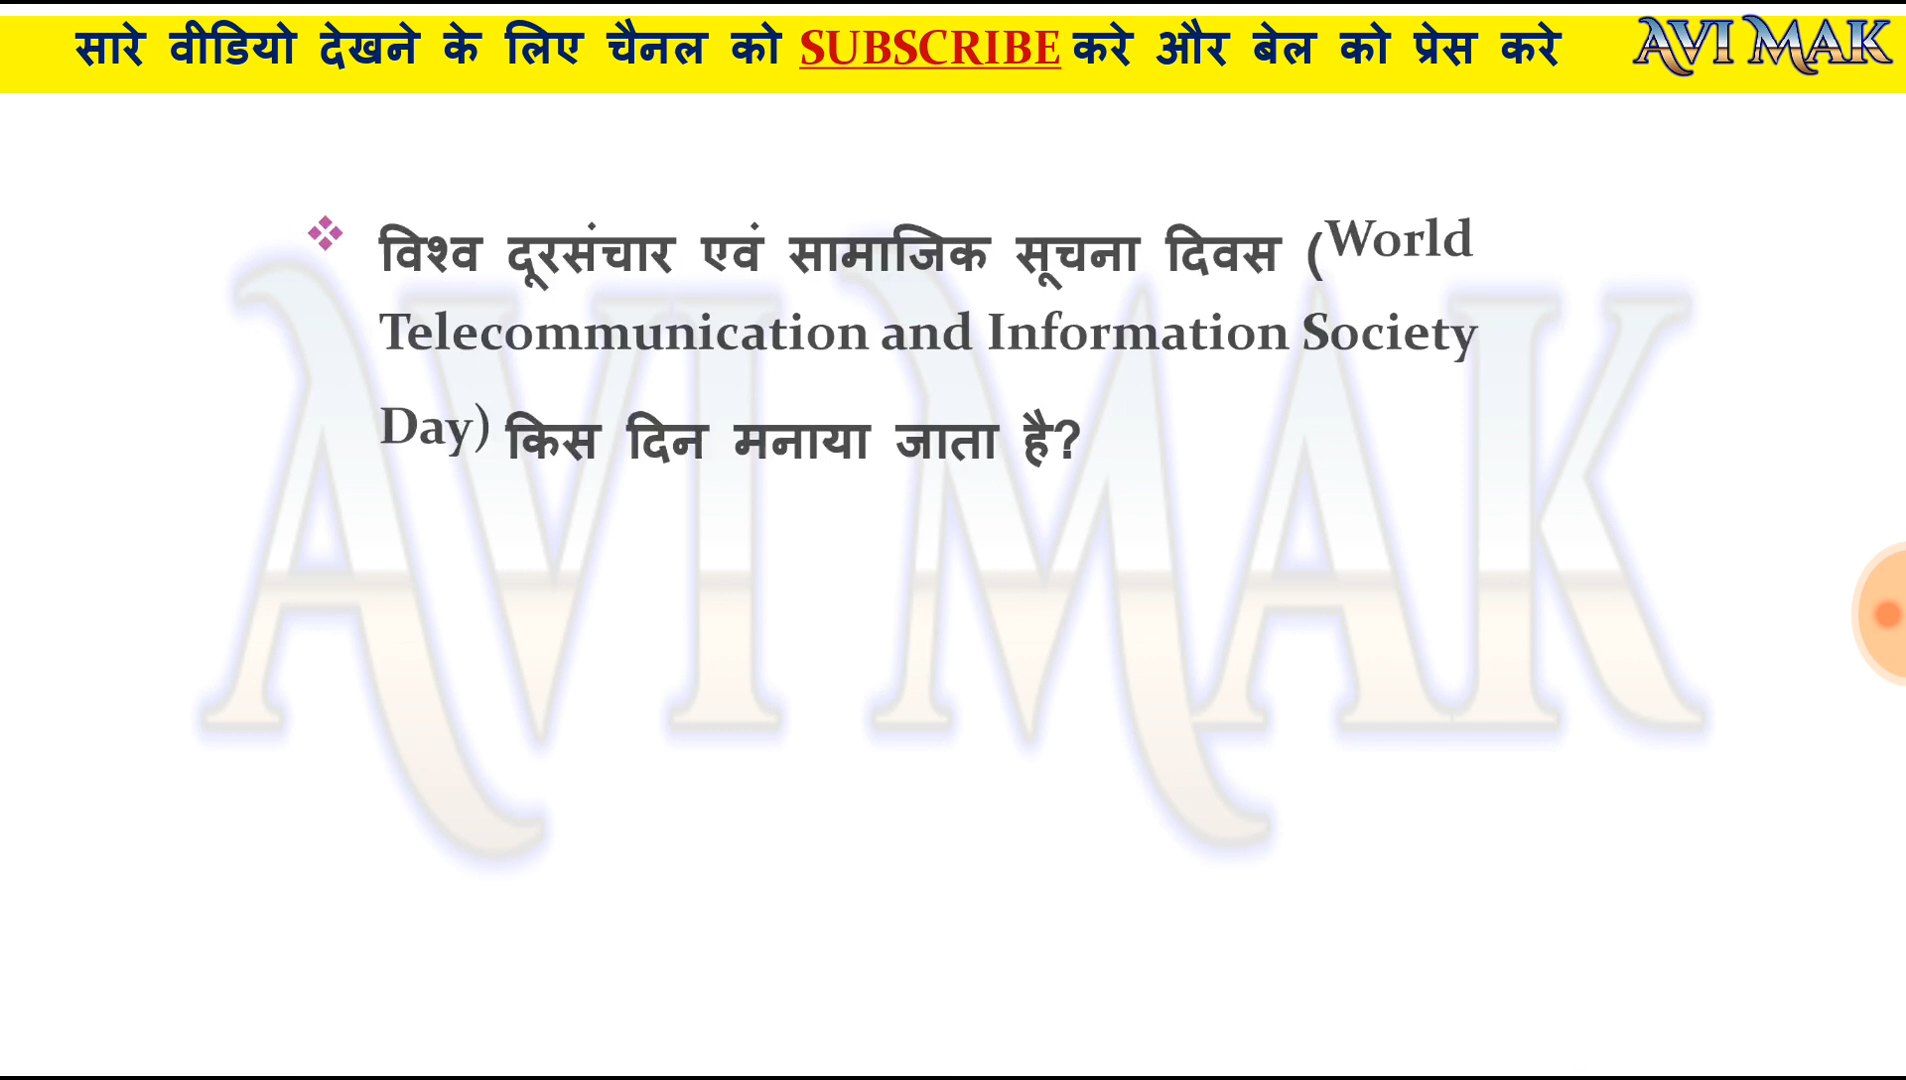 सारे वीडियो देखने के लिए चैनल को SUBSCRIBE करे और बेल को प्रेस करे AVI MAK
❖ विश्व दूरसंचार एवं सामाजिक सूचना दिवस (World
Telecommunication and Information Society
Day) किस दिन मनाया जाता है?
AVI MAK